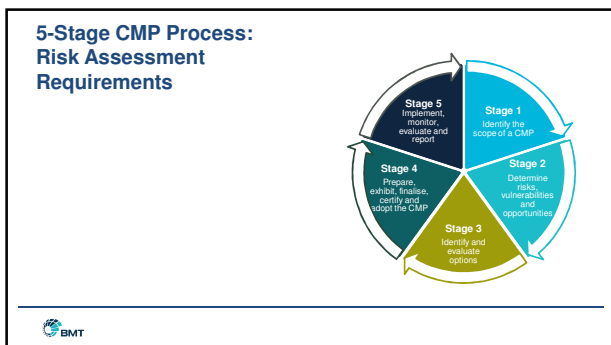 5-Stage CMP Process:
Risk Assessment
Requirements
Stage 1
Identify the
scope of a CMP
Stage 2
Determine
risks,
vulnerabilities
and
opportunities
Stage 3
Identify and
evaluate
options
Stage 4
Prepare,
exhibit, finalise,
certify and
adopt the CMP
Stage 5
Implement,
monitor,
evaluate and
report
BMT